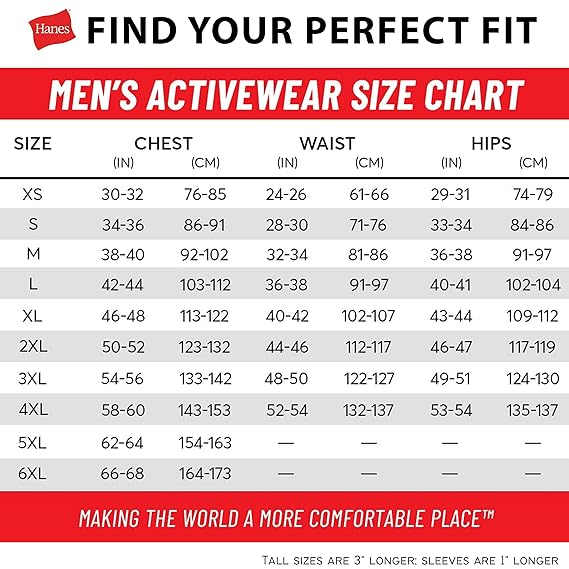 Hanes FIND YOUR PERFECT FIT
MEN'S ACTIVEWEAR SIZE CHART
SIZE CHEST WAIST HIPS
(IN) (CM) (IN) (CM) (IN) (CM)
XS 30-32 76-85 24-26 61-66 29-31 74-79
S 34-36 86-91 28-30 71-76 33-34 84-86
M 38-40 92-102 32-34 81-86 36-38 91-97
L 42-44 103-112 36-38 91-97 40-41 102-104
XL 46-48 113-122 40-42 102-107 43-44 109-112
2XL 50-52 123-132 44-46 112-117 46-47 117-119
3XL 54-56 133-142 48-50 122-127 49-51 124-130
4XL 58-60 143-153 52-54 132-137 53-54 135-137
5XL 62-64 154-163 — — — —
6XL 66-68 164-173 — — — —
MAKING THE WORLD A MORE COMFORTABLE PLACE™
TALL SIZES ARE 3" LONGER; SLEEVES ARE 1" LONGER